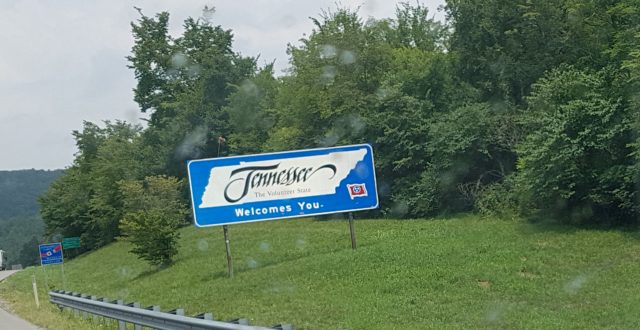 Tennessee
The Volunteer State
Welcomes You.